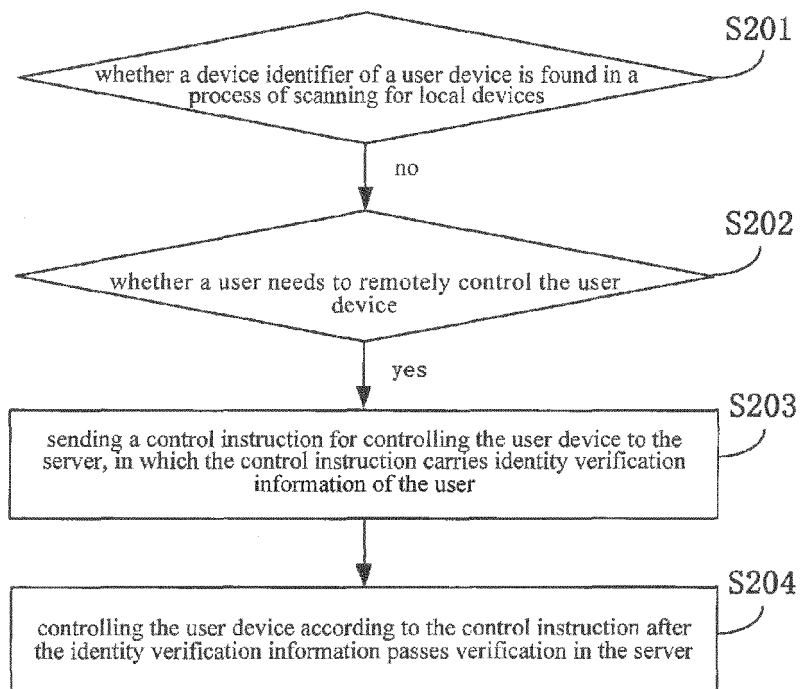 S201
whether a device identifier of a user device is found in a
process of scanning for local devices
no
S202
whether a user needs to remotely control the user
device
yes
S203
sending a control instruction for controlling the user device to the
server, in which the control instruction carries identity verification
information of the user
S204
controlling the user device according to the control instruction after
the identity verification information passes verification in the server